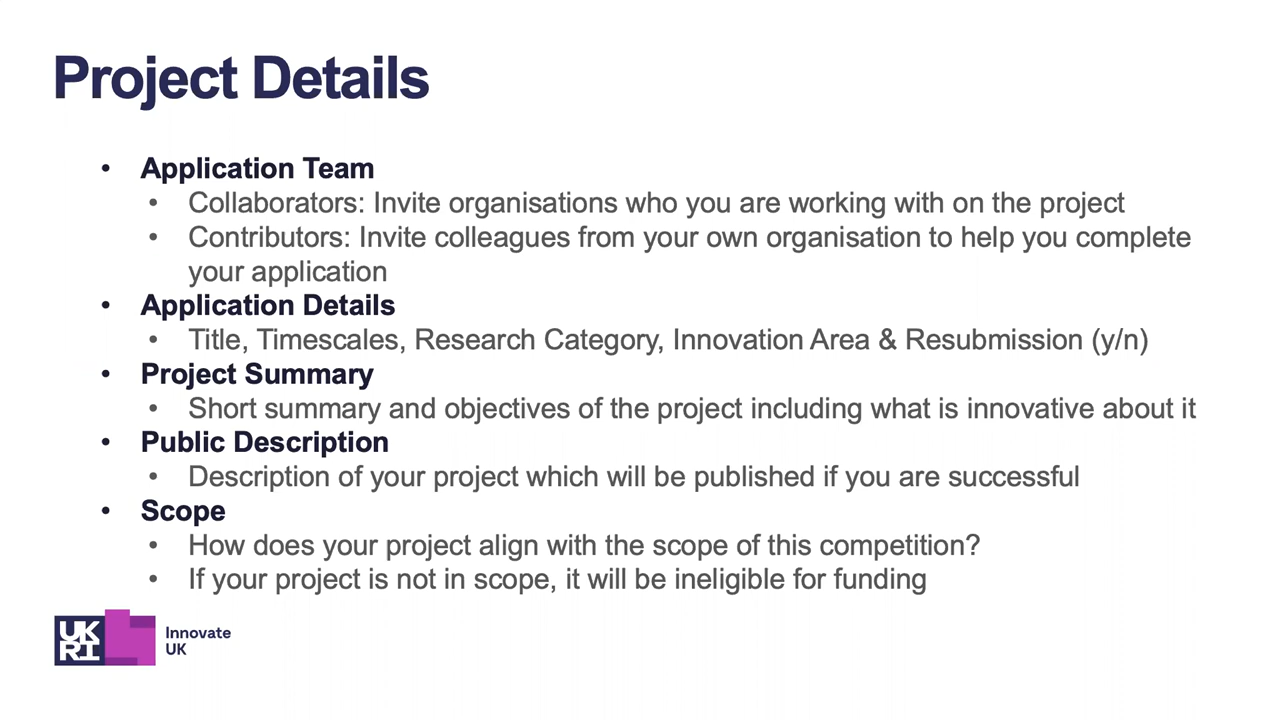 Project Details
• Application Team
• Collaborators: Invite organisations who you are working with on the project
• Contributors: Invite colleagues from your own organisation to help you complete
your application
• Application Details
• Title, Timescales, Research Category, Innovation Area & Resubmission (y/n)
• Project Summary
• Short summary and objectives of the project including what is innovative about it
• Public Description
• Description of your project which will be published if you are successful
• Scope
• How does your project align with the scope of this competition?
• If your project is not in scope, it will be ineligible for funding
UK
RI
Innovate
UK